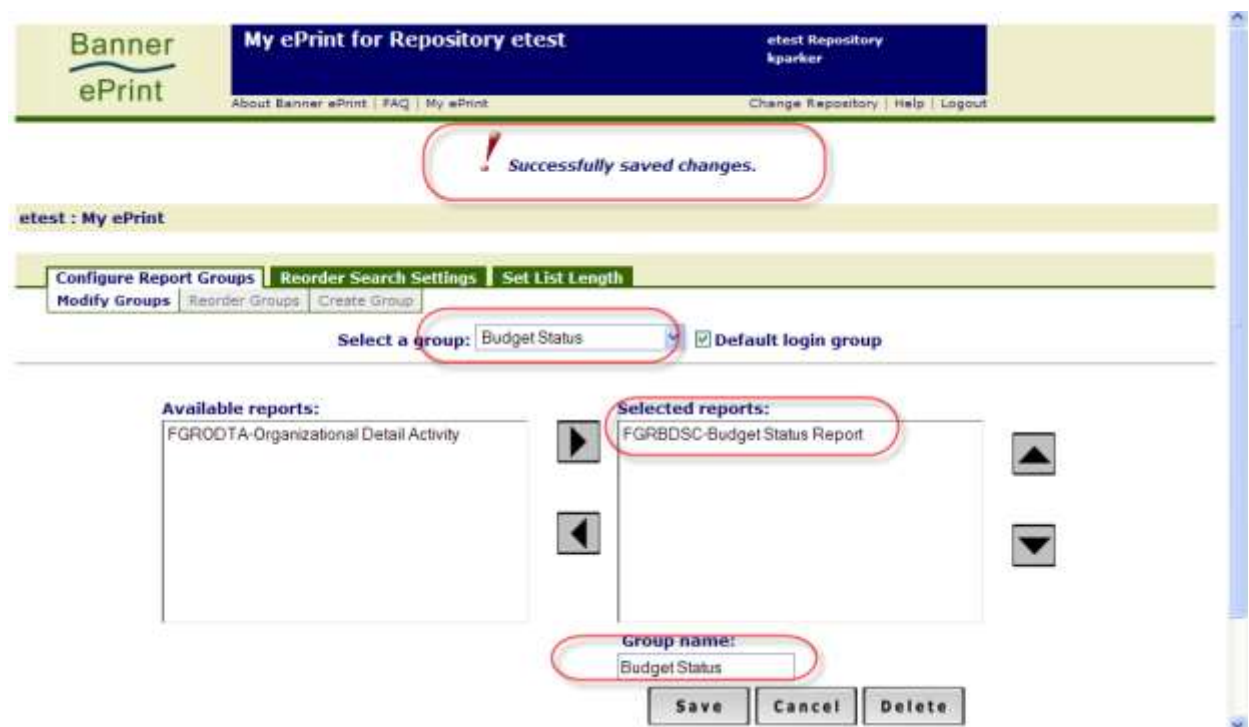 Banner
ePrint
My ePrint for Repository etest
etest Repository
kparker
About Banner ePrint | FAQ | My ePrint
Change Repository | Help | Logout
! Successfully saved changes.
etest : My ePrint
Configure Report Groups Reorder Search Settings Set List Length
Modify Groups Reorder Groups Create Group
Select a group: Budget Status Default login group
Available reports:
FGRODTA-Organizational Detail Activity
Selected reports:
FGRBDSC-Budget Status Report
Group name:
Budget Status
Save Cancel Delete